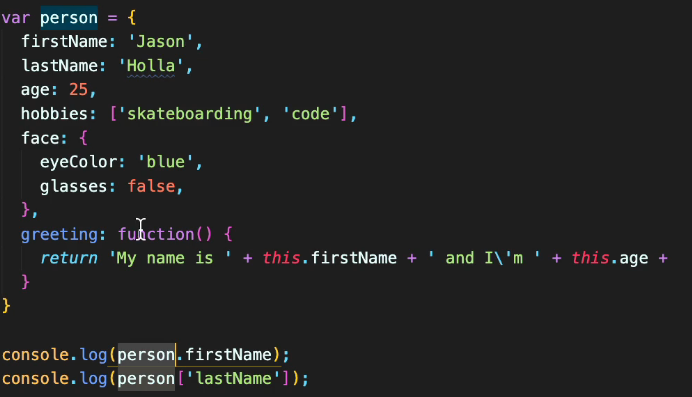 var person = {
  firstName: 'Jason',
  lastName: 'Holla',
  age: 25,
  hobbies: ['skateboarding', 'code'],
  face: {
    eyeColor: 'blue',
    glasses: false,
  },
  greeting: function() {
    return 'My name is ' + this.firstName + ' and I\'m ' + this.age +
  }
}
console.log(person.firstName);
console.log(person['lastName']);